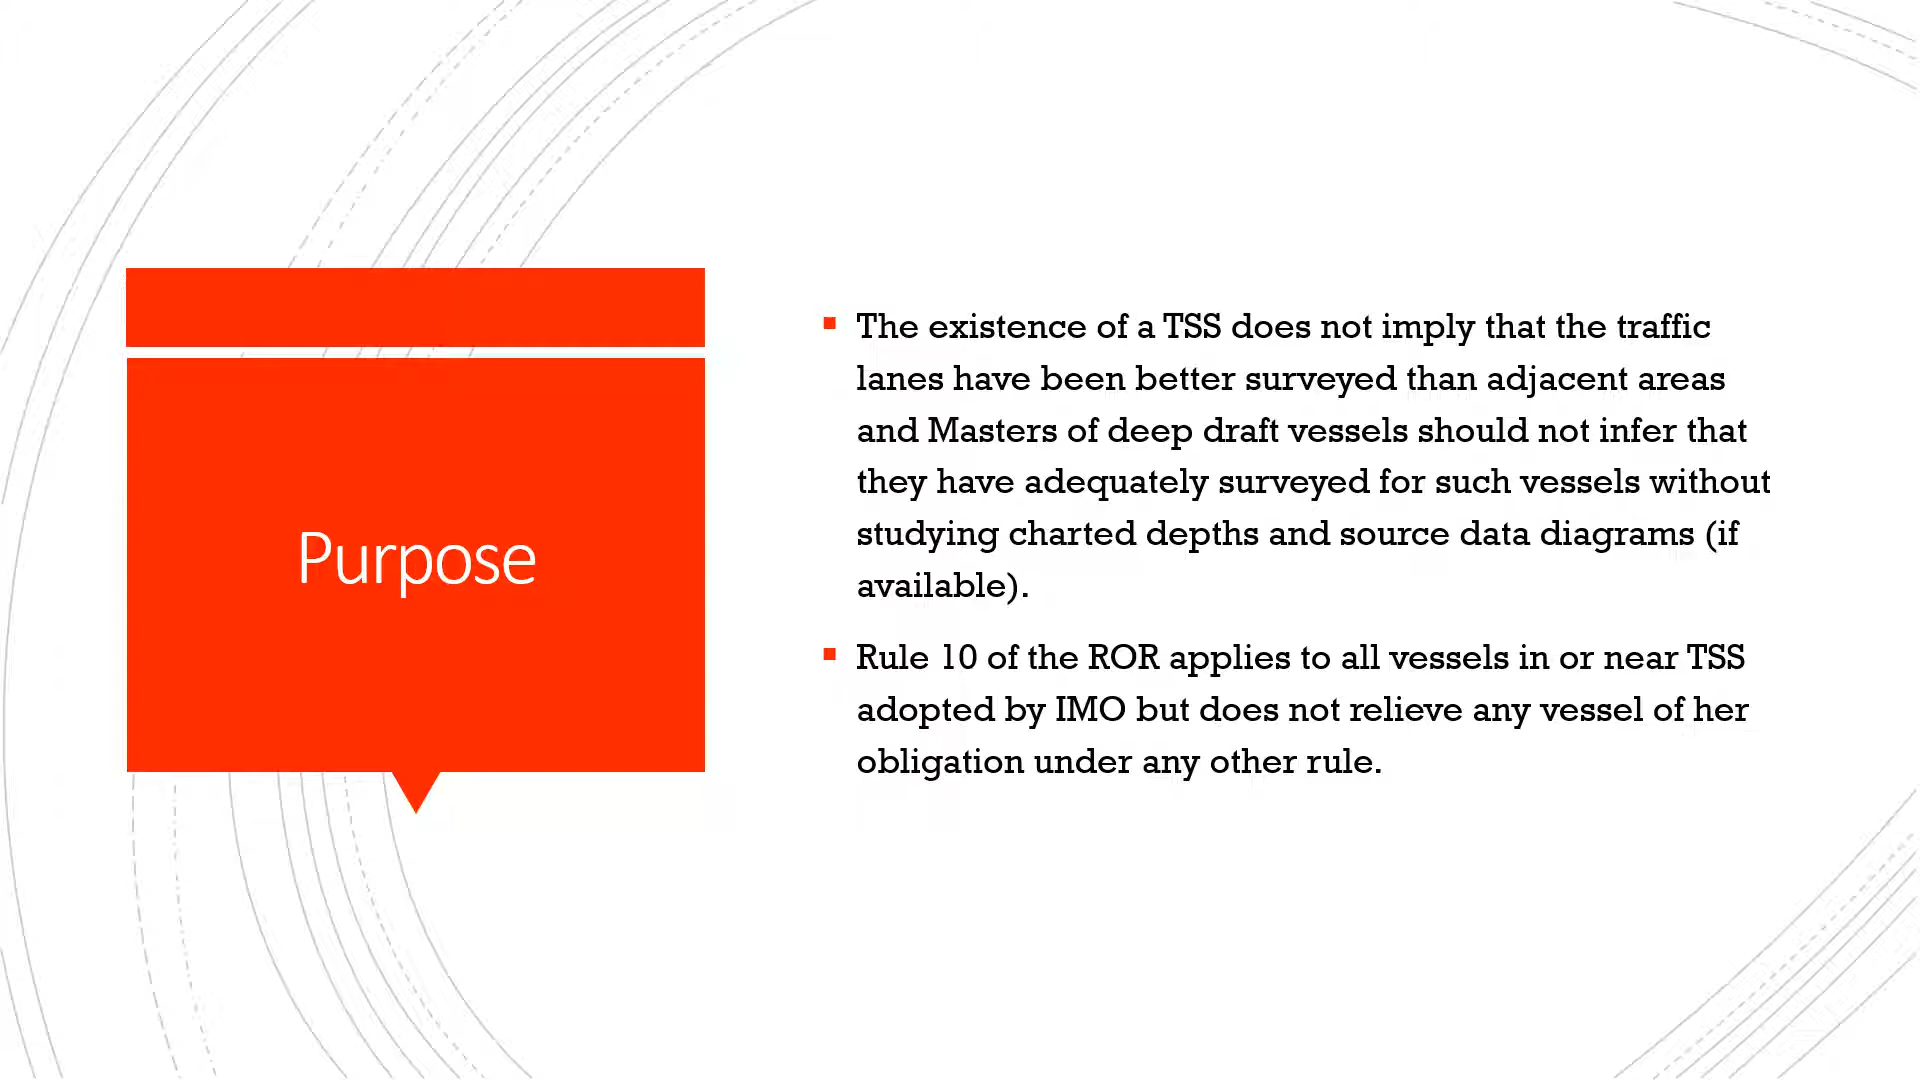 Purpose
The existence of a TSS does not imply that the traffic
lanes have been better surveyed than adjacent areas
and Masters of deep draft vessels should not infer that
they have adequately surveyed for such vessels without
studying charted depths and source data diagrams (if
available).
Rule 10 of the ROR applies to all vessels in or near TSS
adopted by IMO but does not relieve any vessel of her
obligation under any other rule.